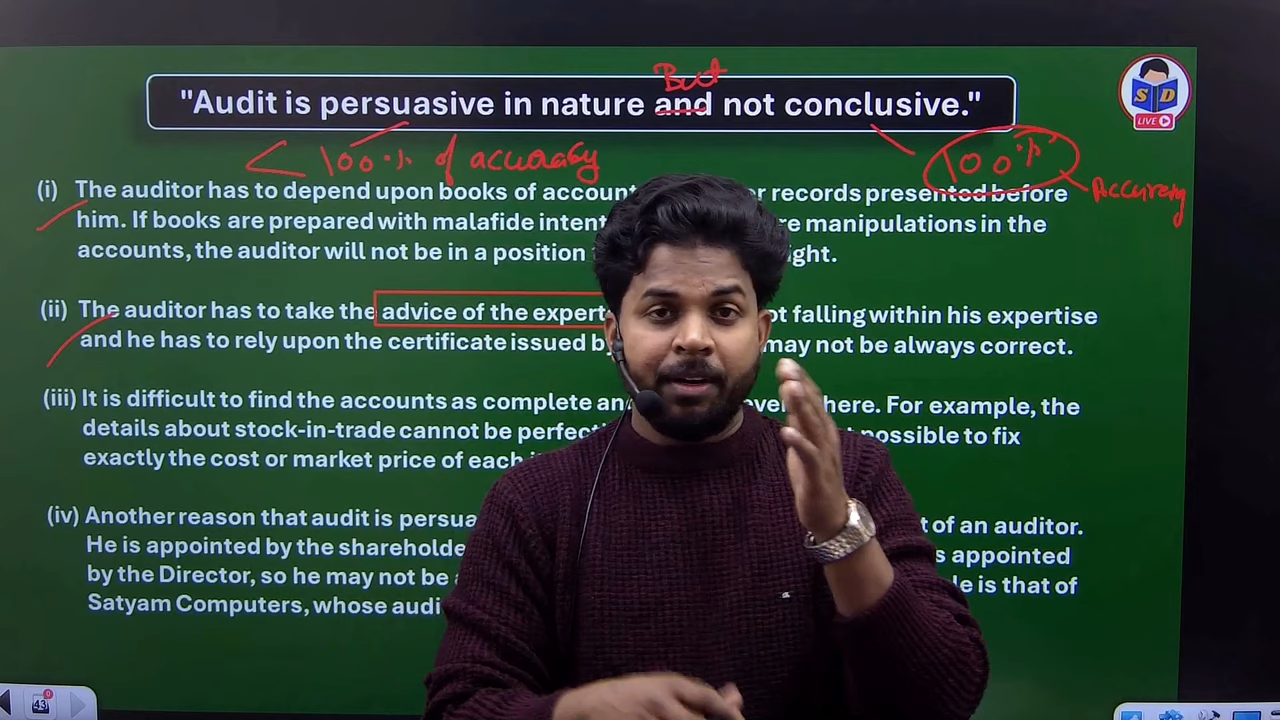 But
"Audit is persuasive in nature and not conclusive."
S D
LIVE
< 100% of accuracy
100%
Accuracy
(i) The auditor has to depend upon books of account r records presented before
him. If books are prepared with malafide intent re manipulations in the
accounts, the auditor will not be in a position ight.
(ii) The auditor has to take the advice of the expert ot falling within his expertise
and he has to rely upon the certificate issued by may not be always correct.
(iii) It is difficult to find the accounts as complete an here. For example, the
details about stock-in-trade cannot be perfect possible to fix
exactly the cost or market price of each
(iv) Another reason that audit is persua t of an auditor.
He is appointed by the shareholde s appointed
by the Director, so he may not be le is that of
Satyam Computers, whose audi
43
0